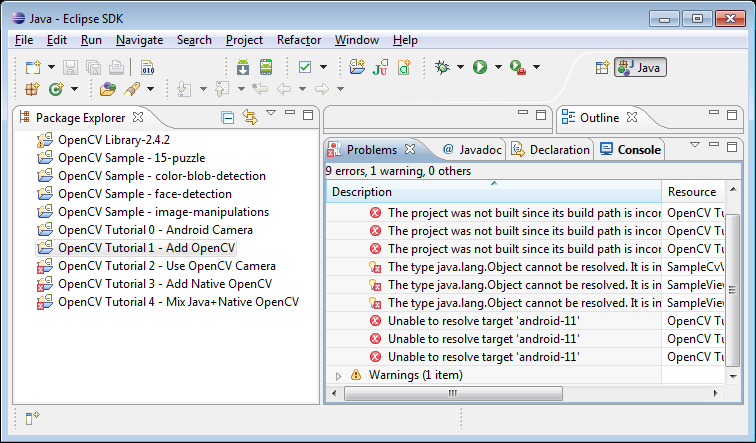 Java - Eclipse SDK
File Edit Run Navigate Search Project Refactor Window Help
010
Java
Package Explorer
OpenCV Library-2.4.2
OpenCV Sample - 15-puzzle
OpenCV Sample - color-blob-detection
OpenCV Sample - face-detection
OpenCV Sample - image-manipulations
OpenCV Tutorial 0 - Android Camera
OpenCV Tutorial 1 - Add OpenCV
OpenCV Tutorial 2 - Use OpenCV Camera
OpenCV Tutorial 3 - Add Native OpenCV
OpenCV Tutorial 4 - Mix Java+Native OpenCV
Outline
Problems @ Javadoc Declaration Console
9 errors, 1 warning, 0 others
Description Resource
The project was not built since its build path is incor OpenCV Tu
The project was not built since its build path is incor OpenCV Tu
The project was not built since its build path is incor OpenCV Tu
The type java.lang.Object cannot be resolved. It is in SampleCvV
The type java.lang.Object cannot be resolved. It is in SampleView
The type java.lang.Object cannot be resolved. It is in SampleView
Unable to resolve target 'android-11' OpenCV Tu
Unable to resolve target 'android-11' OpenCV Tu
Unable to resolve target 'android-11' OpenCV Tu
Warnings (1 item)